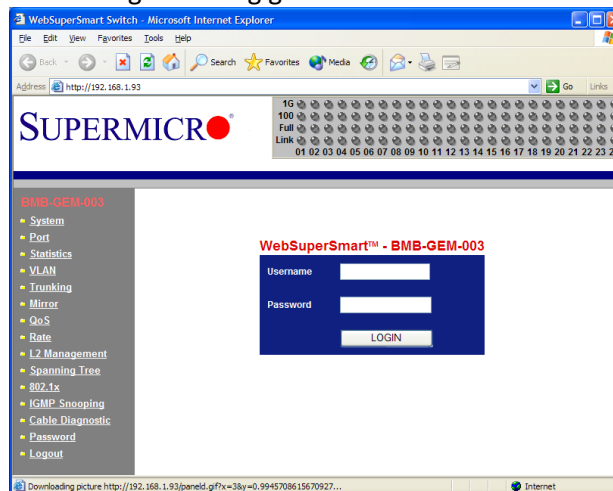 WebSuperSmart Switch - Microsoft Internet Explorer
File Edit View Favorites Tools Help
Back Search Favorites Media
Address http://192.168.1.93 Go Links
SUPERMICRO®
1G
100
Full
Link
01 02 03 04 05 06 07 08 09 10 11 12 13 14 15 16 17 18 19 20 21 22 23
BMB-GEM-003
System
Port
Statistics
VLAN
Trunking
Mirror
QoS
Rate
L2 Management
Spanning Tree
802.1x
IGMP Snooping
Cable Diagnostic
Password
Logout
WebSuperSmart™ - BMB-GEM-003
Username
Password
LOGIN
Downloading picture http://192.168.1.93/paneld.gif?x=3&y=0.9945708615670927... Internet